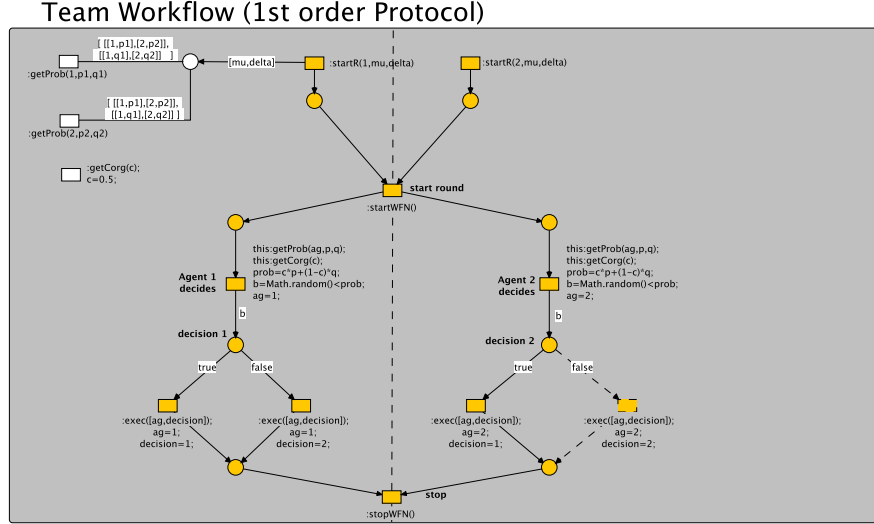 Team Workflow (1st order Protocol)
[ [[1,p1],[2,p2]],
[[1,q1],[2,q2]] ]
:getProb(1,p1,q1)
[mu,delta]
:startR(1,mu,delta)
:startR(2,mu,delta)
[ [[1,p1],[2,p2]],
[[1,q1],[2,q2]] ]
:getProb(2,p2,q2)
:getCorg(c);
c=0.5;
start round
:startWFN()
this:getProb(ag,p,q);
this:getCorg(c);
prob=c*p+(1-c)*q;
b=Math.random()<prob;
ag=1;
Agent 1
decides
b
decision 1
true
false
:exec([ag,decision]);
ag=1;
decision=1;
:exec([ag,decision]);
ag=1;
decision=2;
this:getProb(ag,p,q);
this:getCorg(c);
prob=c*p+(1-c)*q;
b=Math.random()<prob;
ag=2;
Agent 2
decides
b
decision 2
true
false
:exec([ag,decision]);
ag=2;
decision=1;
:exec([ag,decision]);
ag=2;
decision=2;
stop
:stopWFN()